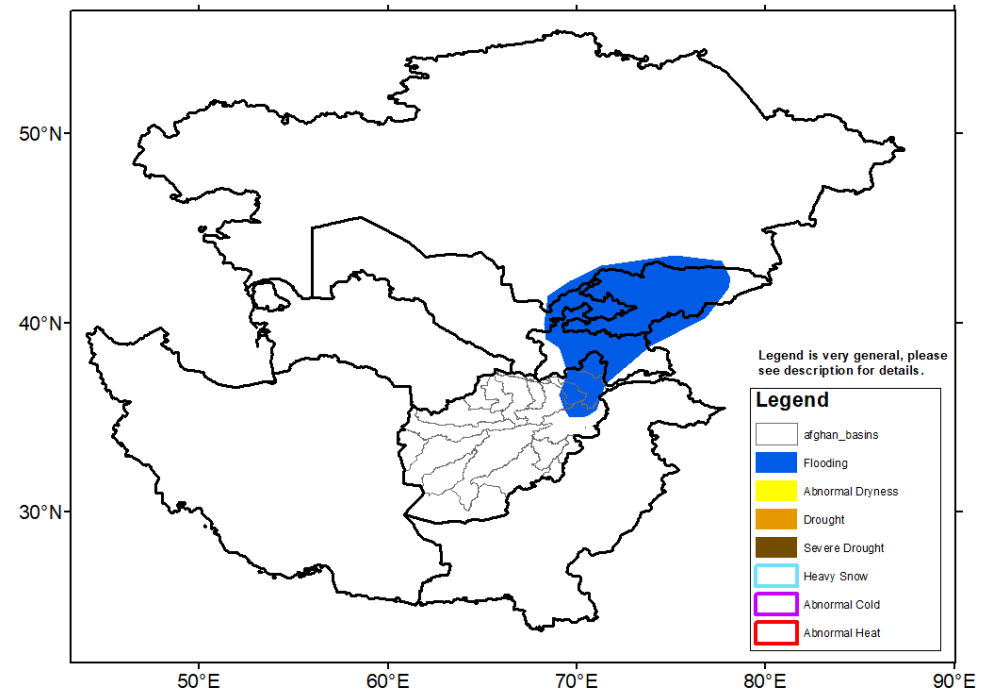 50°N
40°N
30°N
50°E
60°E
70°E
80°E
90°E
Legend is very general, please
see description for details.
Legend
afghan_basins
Flooding
Abnormal Dryness
Drought
Severe Drought
Heavy Snow
Abnormal Cold
Abnormal Heat